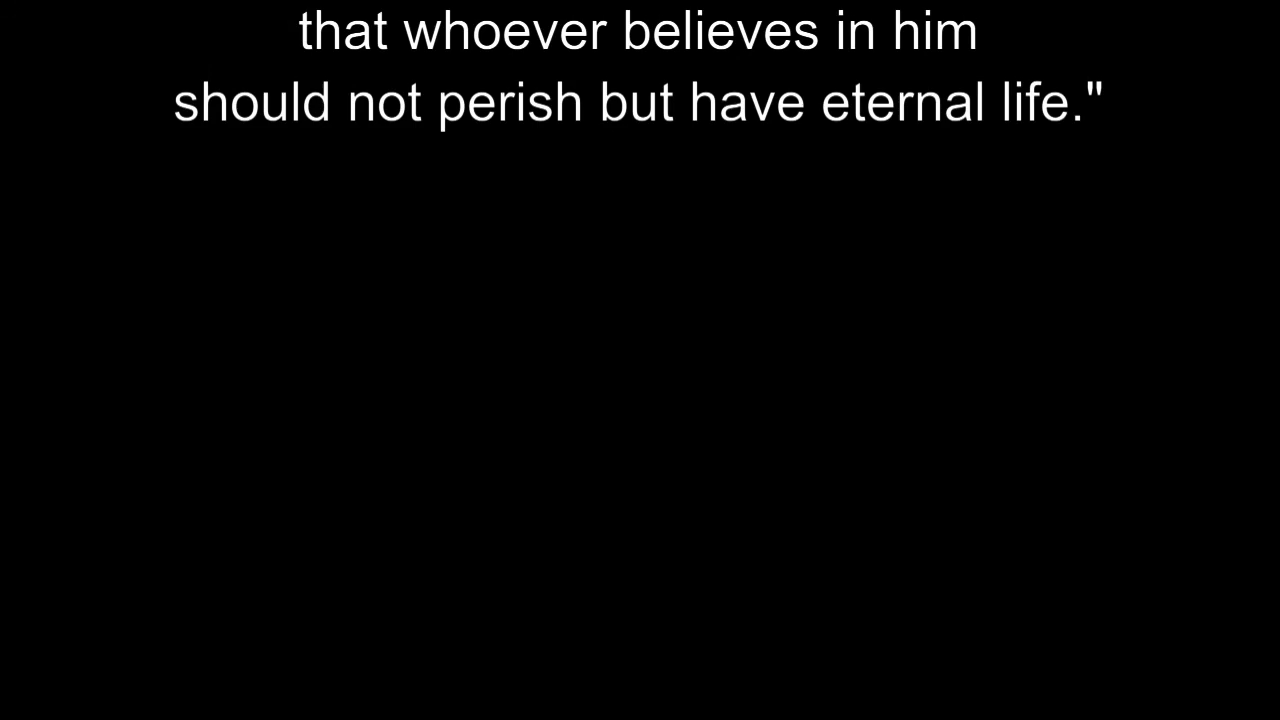 that whoever believes in him
should not perish but have eternal life."